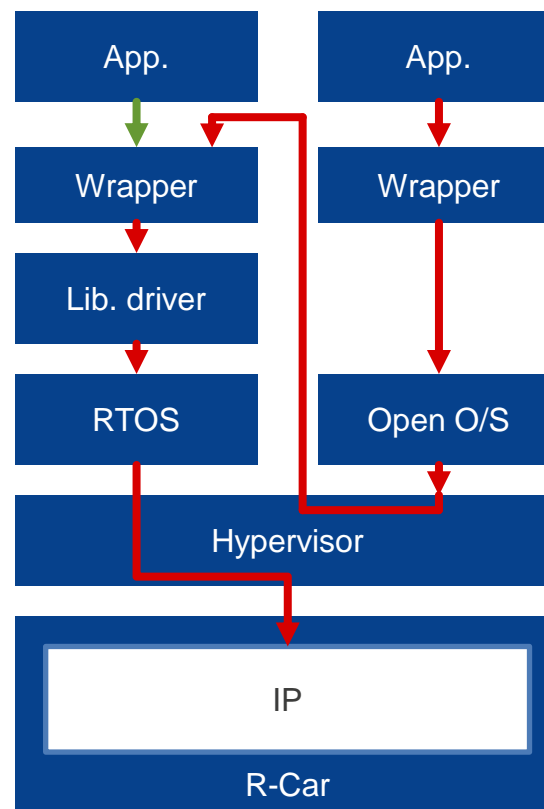 App.
App.
Wrapper
Wrapper
Lib. driver
RTOS
Open O/S
Hypervisor
IP
R-Car